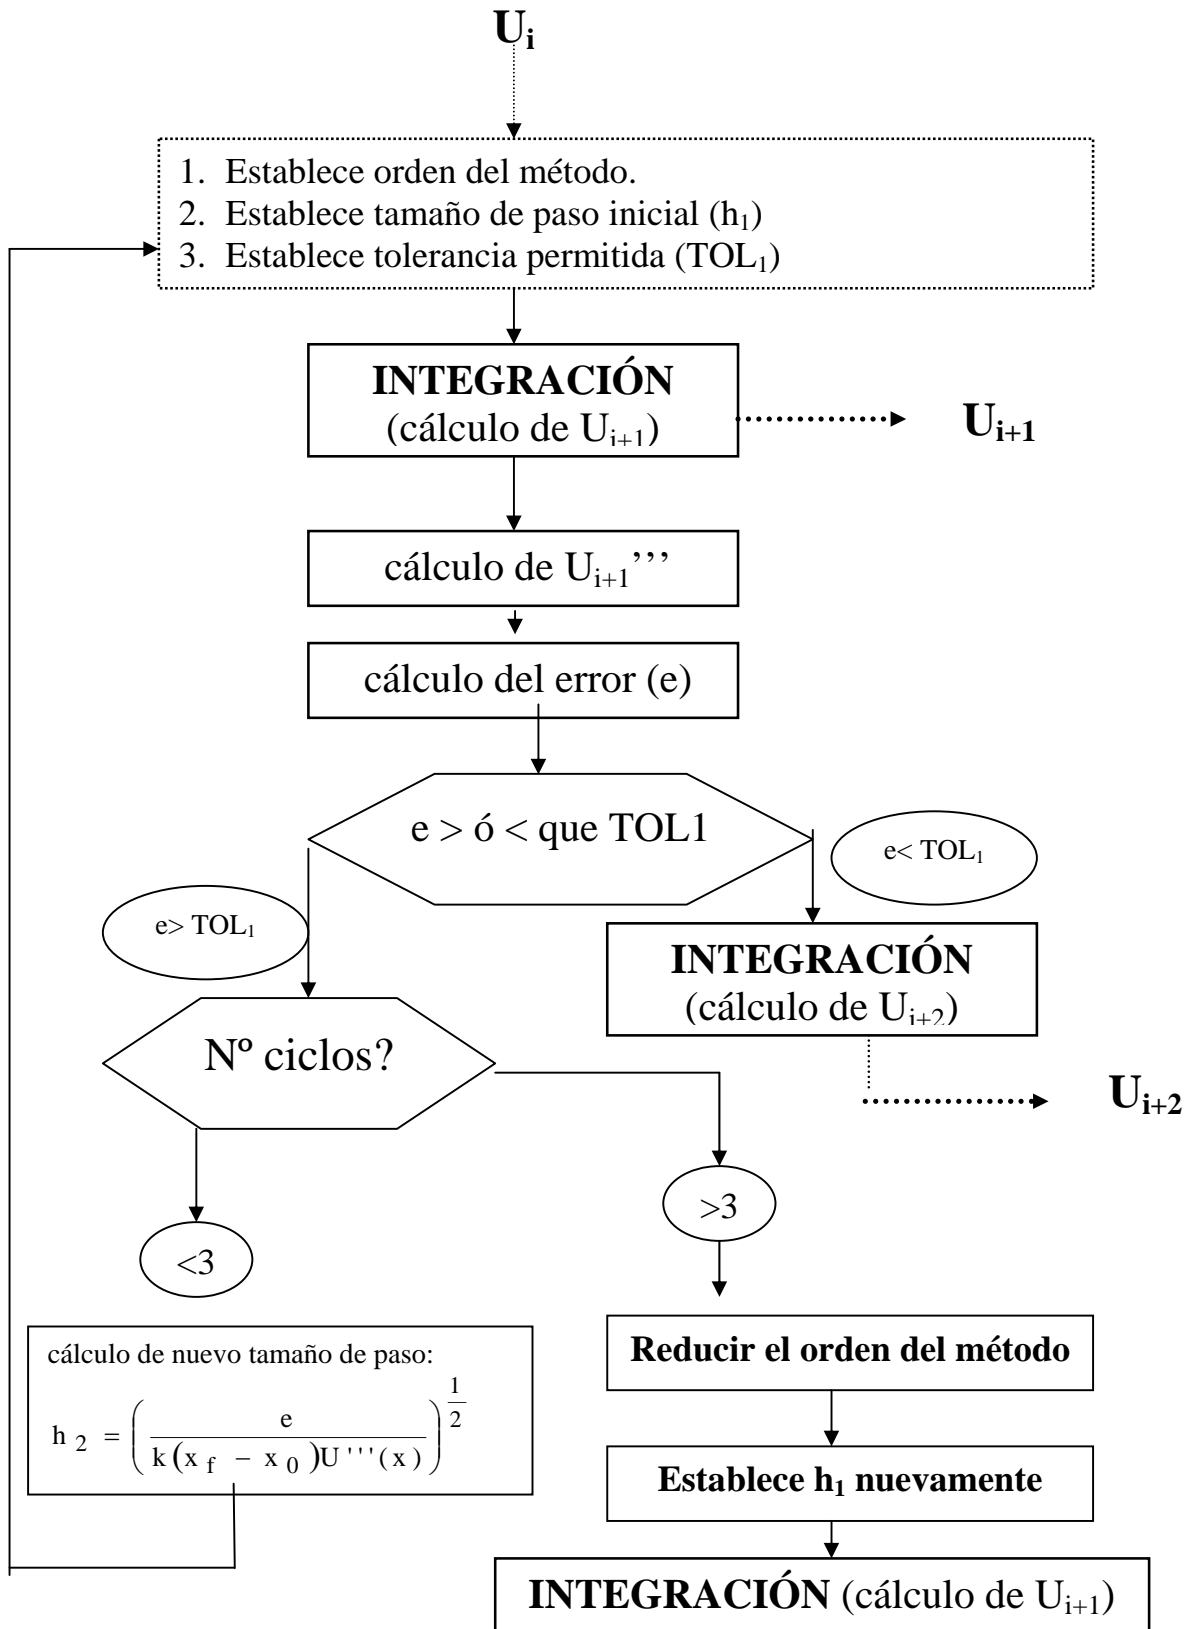 Uᵢ
1. Establece orden del método.
2. Establece tamaño de paso inicial (h₁)
3. Establece tolerancia permitida (TOL₁)
INTEGRACIÓN
(cálculo de Uᵢ₊₁)
Uᵢ₊₁
cálculo de Uᵢ₊₁’’’
cálculo del error (e)
e > ó < que TOL1
e< TOL₁
e> TOL₁
INTEGRACIÓN
(cálculo de Uᵢ₊₂)
Nº ciclos?
Uᵢ₊₂
>3
<3
cálculo de nuevo tamaño de paso:
h ₂ = ( e / k (x f − x 0 )U '''(x) ) ^ 1/2
Reducir el orden del método
Establece h₁ nuevamente
INTEGRACIÓN (cálculo de Uᵢ₊₁)